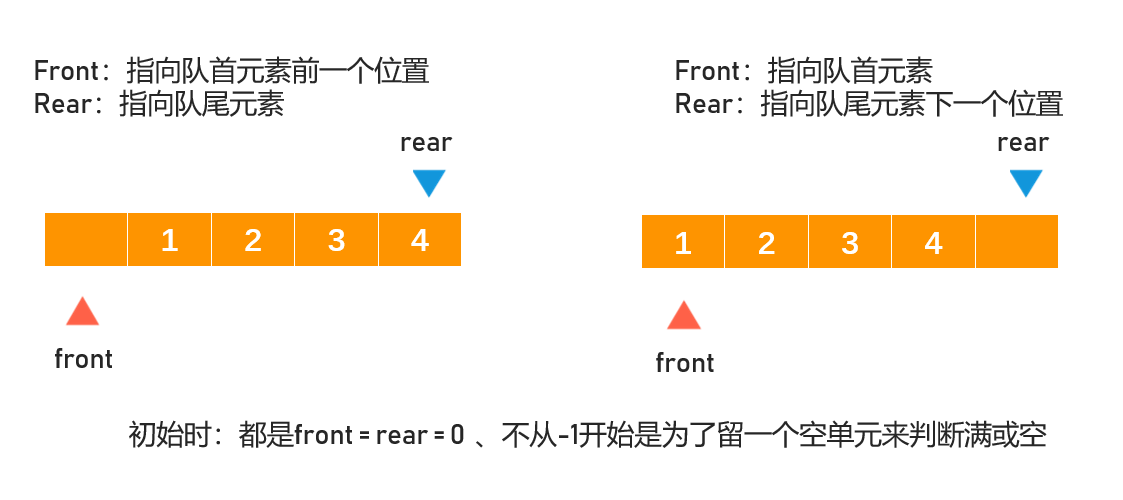 Front：指向队首元素前一个位置
Rear：指向队尾元素
rear
1 2 3 4
front
Front：指向队首元素
Rear：指向队尾元素下一个位置
rear
1 2 3 4
front
初始时：都是front = rear = 0 、不从-1开始是为了留一个空单元来判断满或空